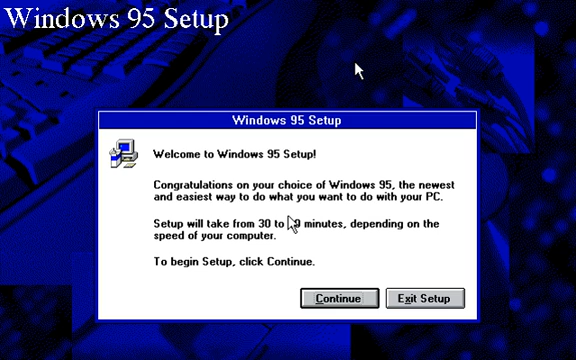 Windows 95 Setup
Windows 95 Setup
Welcome to Windows 95 Setup!
Congratulations on your choice of Windows 95, the newest
and easiest way to do what you want to do with your PC.
Setup will take from 30 to minutes, depending on the
speed of your computer.
To begin Setup, click Continue.
Continue Exit Setup